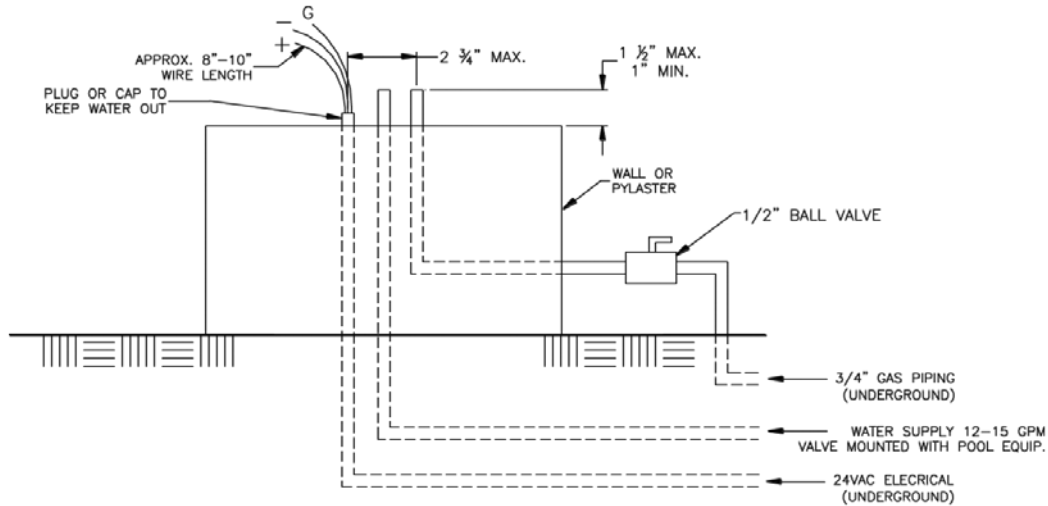 G
−
+
APPROX. 8"-10"
WIRE LENGTH
PLUG OR CAP TO
KEEP WATER OUT
2 ¾" MAX.
1 ½" MAX.
1" MIN.
WALL OR
PYLASTER
1/2" BALL VALVE
3/4" GAS PIPING
(UNDERGROUND)
WATER SUPPLY 12-15 GPM
VALVE MOUNTED WITH POOL EQUIP.
24VAC ELECRICAL
(UNDERGROUND)